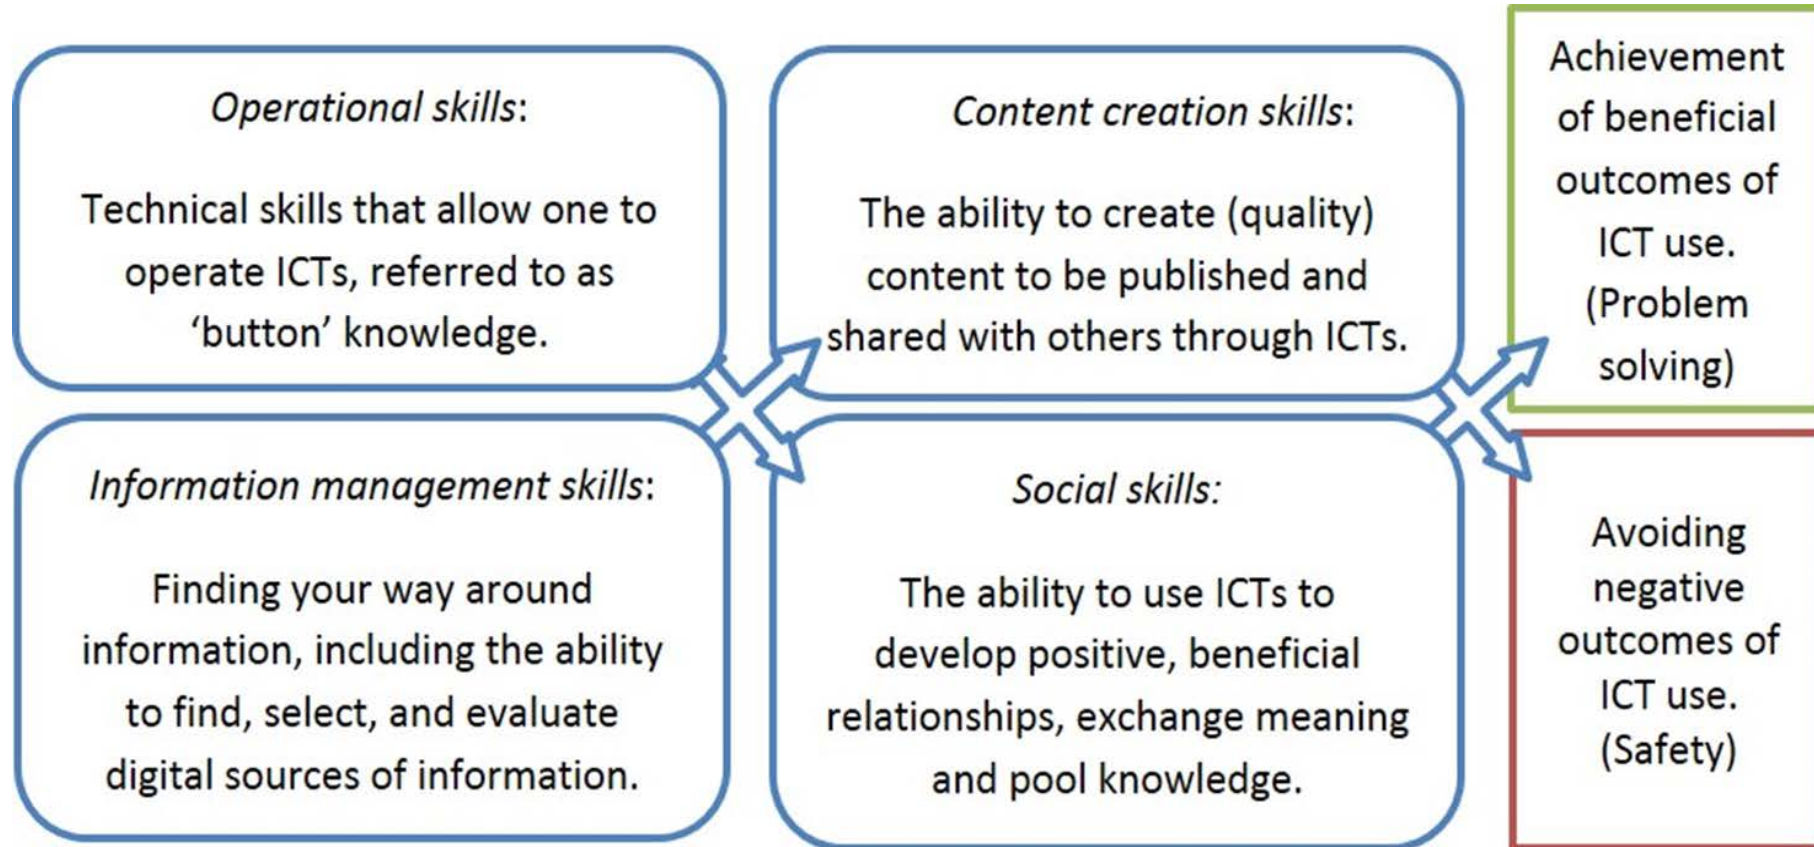 Operational skills:
Technical skills that allow one to
operate ICTs, referred to as
‘button’ knowledge.
Content creation skills:
The ability to create (quality)
content to be published and
shared with others through ICTs.
Achievement
of beneficial
outcomes of
ICT use.
(Problem
solving)
Information management skills:
Finding your way around
information, including the ability
to find, select, and evaluate
digital sources of information.
Social skills:
The ability to use ICTs to
develop positive, beneficial
relationships, exchange meaning
and pool knowledge.
Avoiding
negative
outcomes of
ICT use.
(Safety)